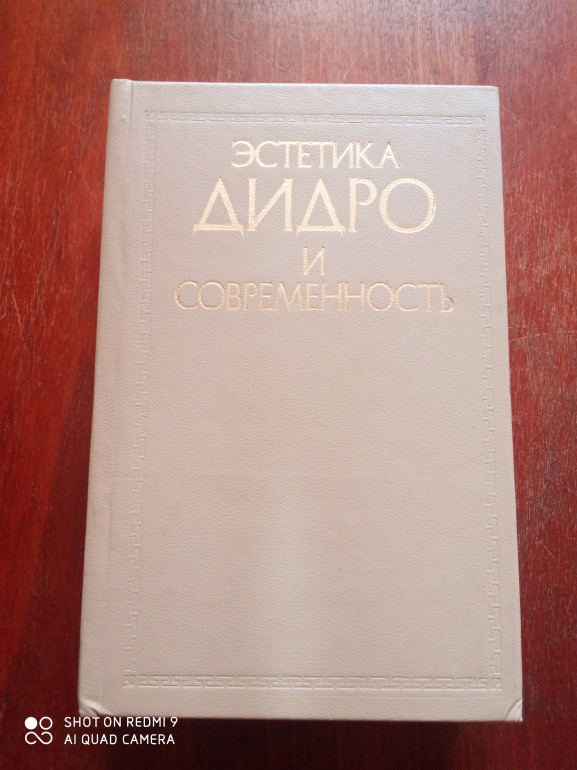 ЭСТЕТИКА
ДИДРО
И
СОВРЕМЕННОСТЬ
SHOT ON REDMI 9
AI QUAD CAMERA